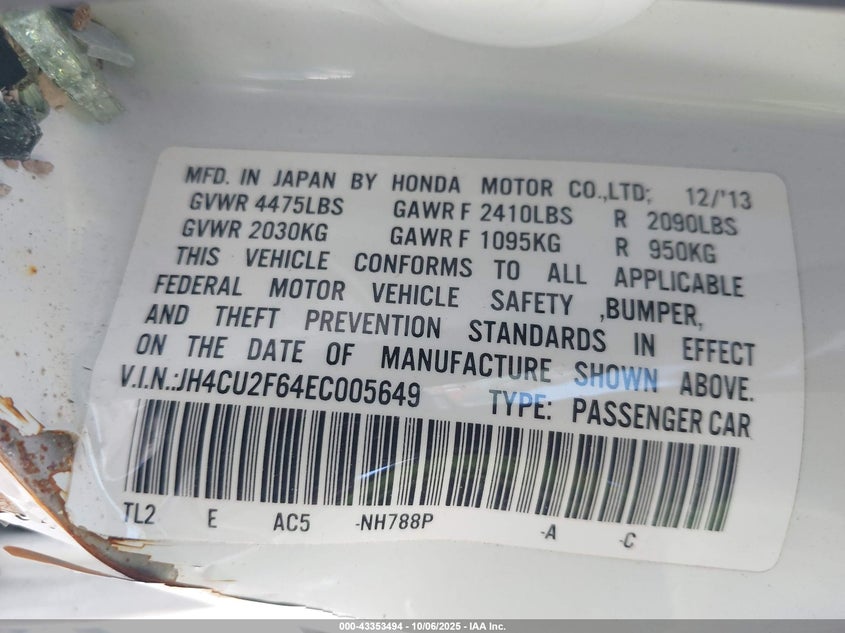 MFD. IN JAPAN BY HONDA MOTOR CO.,LTD; 12/'13
GVWR 4475LBS GAWR F 2410LBS R 2090LBS
GVWR 2030KG GAWR F 1095KG R 950KG
THIS VEHICLE CONFORMS TO ALL APPLICABLE
FEDERAL MOTOR VEHICLE SAFETY ,BUMPER,
AND THEFT PREVENTION STANDARDS IN EFFECT
ON THE DATE OF MANUFACTURE SHOWN ABOVE.
V.I.N.:JH4CU2F64EC005649 TYPE: PASSENGER CAR
TL2 E AC5 -NH788P -A -C
000-43353494 - 10/06/2025 - IAA Inc.